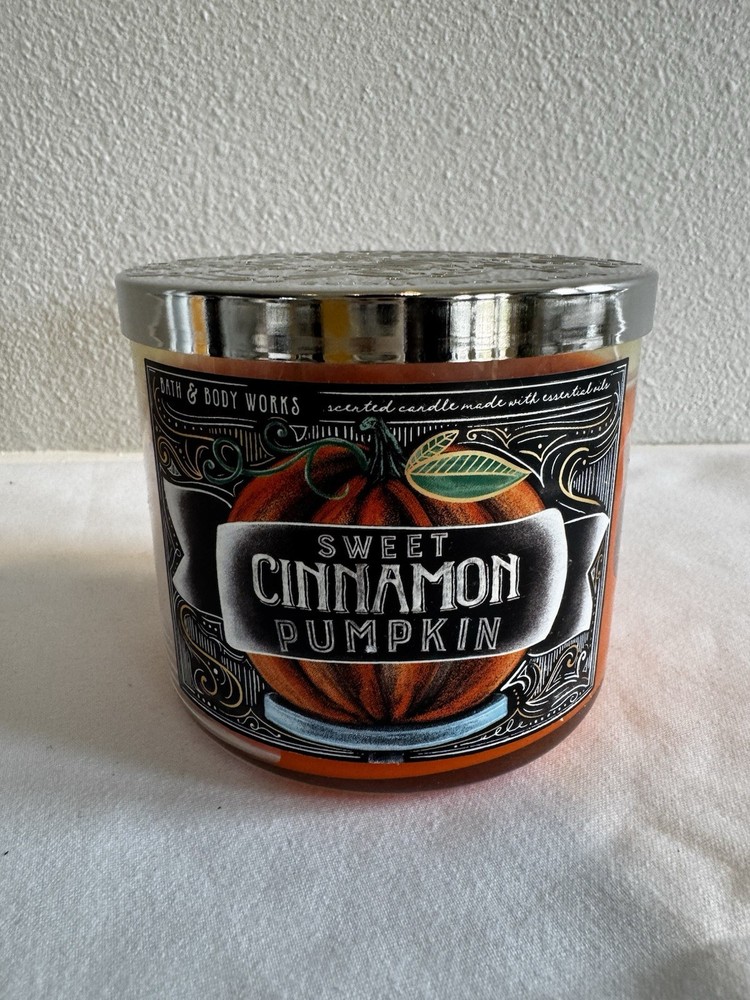 BATH & BODY WORKS scented candle made with essential oils
SWEET
CINNAMON
PUMPKIN